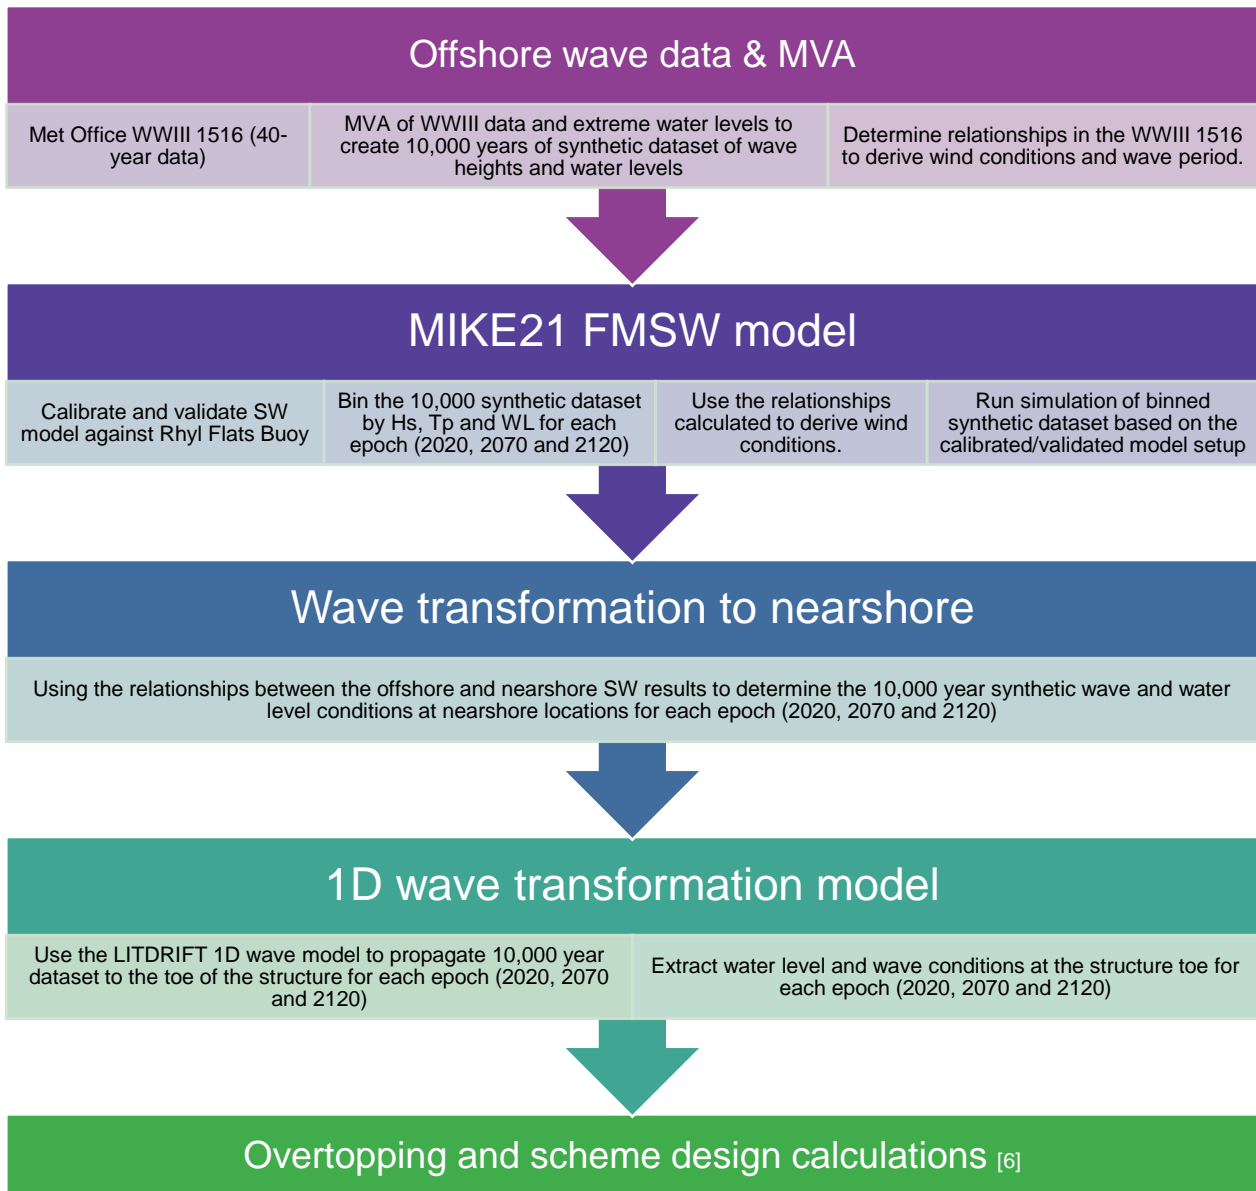 Offshore wave data & MVA
Met Office WWIII 1516 (40-
year data)
MVA of WWIII data and extreme water levels to
create 10,000 years of synthetic dataset of wave
heights and water levels
Determine relationships in the WWIII 1516
to derive wind conditions and wave period.
MIKE21 FMSW model
Calibrate and validate SW
model against Rhyl Flats Buoy
Bin the 10,000 synthetic dataset
by Hs, Tp and WL for each
epoch (2020, 2070 and 2120)
Use the relationships
calculated to derive wind
conditions.
Run simulation of binned
synthetic dataset based on the
calibrated/validated model setup
Wave transformation to nearshore
Using the relationships between the offshore and nearshore SW results to determine the 10,000 year synthetic wave and water
level conditions at nearshore locations for each epoch (2020, 2070 and 2120)
1D wave transformation model
Use the LITDRIFT 1D wave model to propagate 10,000 year
dataset to the toe of the structure for each epoch (2020, 2070
and 2120)
Extract water level and wave conditions at the structure toe for
each epoch (2020, 2070 and 2120)
Overtopping and scheme design calculations [6]